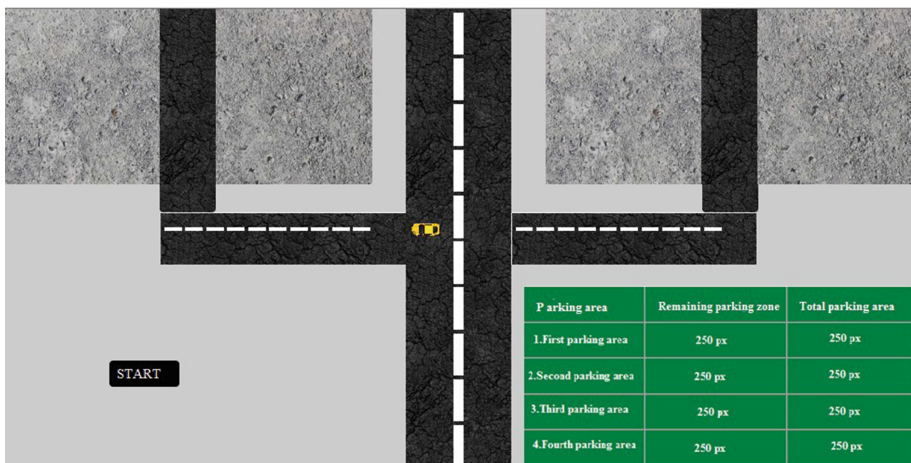 START
P arking area Remaining parking zone Total parking area
1.First parking area 250 px 250 px
2.Second parking area 250 px 250 px
3.Third parking area 250 px 250 px
4.Fourth parking area 250 px 250 px